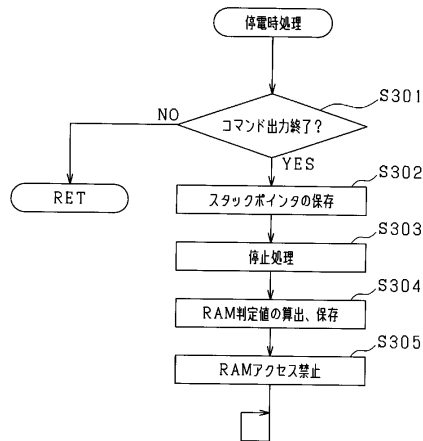 停電時処理
S301
コマンド出力終了？
NO
YES
RET
S302
スタックポインタの保存
S303
停止処理
S304
RAM判定値の算出、保存
S305
RAMアクセス禁止